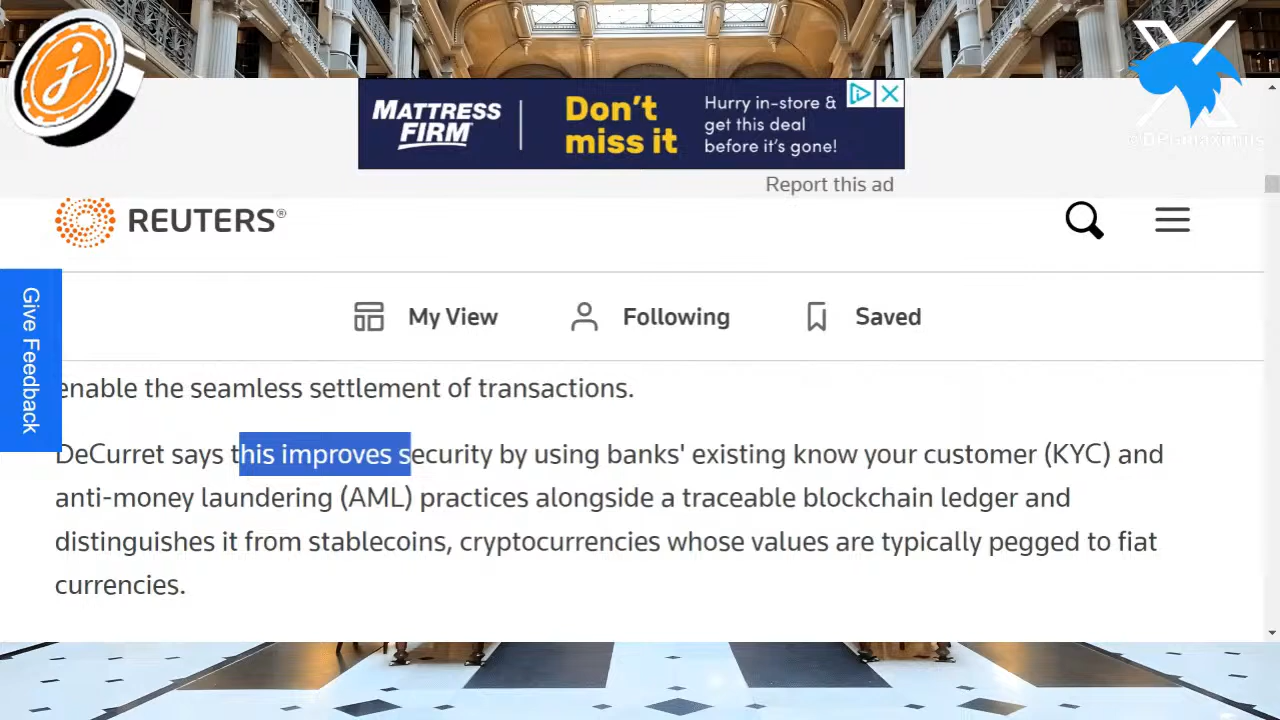 MATTRESS
FIRM
Don't
miss it
Hurry in-store &
get this deal
before it's gone!
Report this ad
REUTERS®
My View
Following
Saved
Give Feedback
enable the seamless settlement of transactions.
DeCurret says this improves security by using banks' existing know your customer (KYC) and
anti-money laundering (AML) practices alongside a traceable blockchain ledger and
distinguishes it from stablecoins, cryptocurrencies whose values are typically pegged to fiat
currencies.